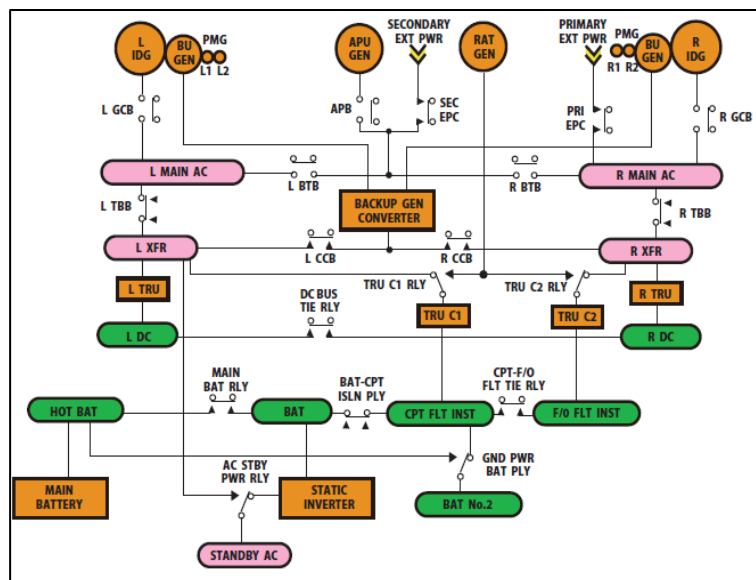 SECONDARY
EXT PWR
PRIMARY
EXT PWR
L
IDG
BU
GEN
PMG
L1 L2
APU
GEN
RAT
GEN
PMG
R1 R2
BU
GEN
R
IDG
L GCB
APB
SEC
EPC
PRI
EPC
R GCB
L MAIN AC
L BTB
R BTB
R MAIN AC
L TBB
BACKUP GEN
CONVERTER
R TBB
L XFR
L CCB
R CCB
R XFR
L TRU
TRU C1 RLY
TRU C2 RLY
R TRU
DC BUS
TIE RLY
TRU C1
TRU C2
L DC
R DC
MAIN
BAT RLY
BAT-CPT
ISLN PLY
CPT-F/O
FLT TIE RLY
HOT BAT
BAT
CPT FLT INST
F/O FLT INST
AC STBY
PWR RLY
GND PWR
BAT PLY
MAIN
BATTERY
STATIC
INVERTER
BAT No.2
STANDBY AC